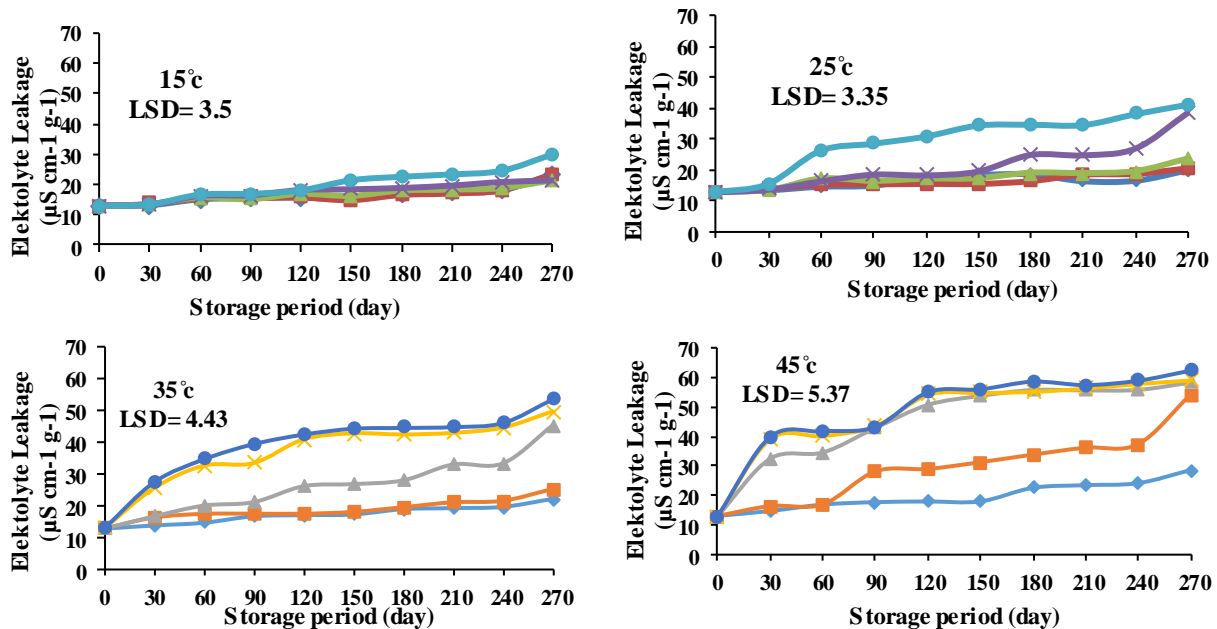 Elektolyte Leakage
(µS cm-1 g-1)
70
60
50
40
30
20
10
0
15°c
LSD= 3.5
0 30 60 90 120 150 180 210 240 270
Storage period (day)
Elektolyte Leakage
(µS cm-1 g-1)
70
60
50
40
30
20
10
0
25°c
LSD= 3.35
0 30 60 90 120 150 180 210 240 270
Storage period (day)
Elektolyte Leakage
(µS cm-1 g-1)
70
60
50
40
30
20
10
0
35°c
LSD= 4.43
0 30 60 90 120 150 180 210 240 270
Storage period (day)
Elektolyte Leakage
(µS cm-1 g-1)
70
60
50
40
30
20
10
0
45°c
LSD= 5.37
0 30 60 90 120 150 180 210 240 270
Storage period (day)